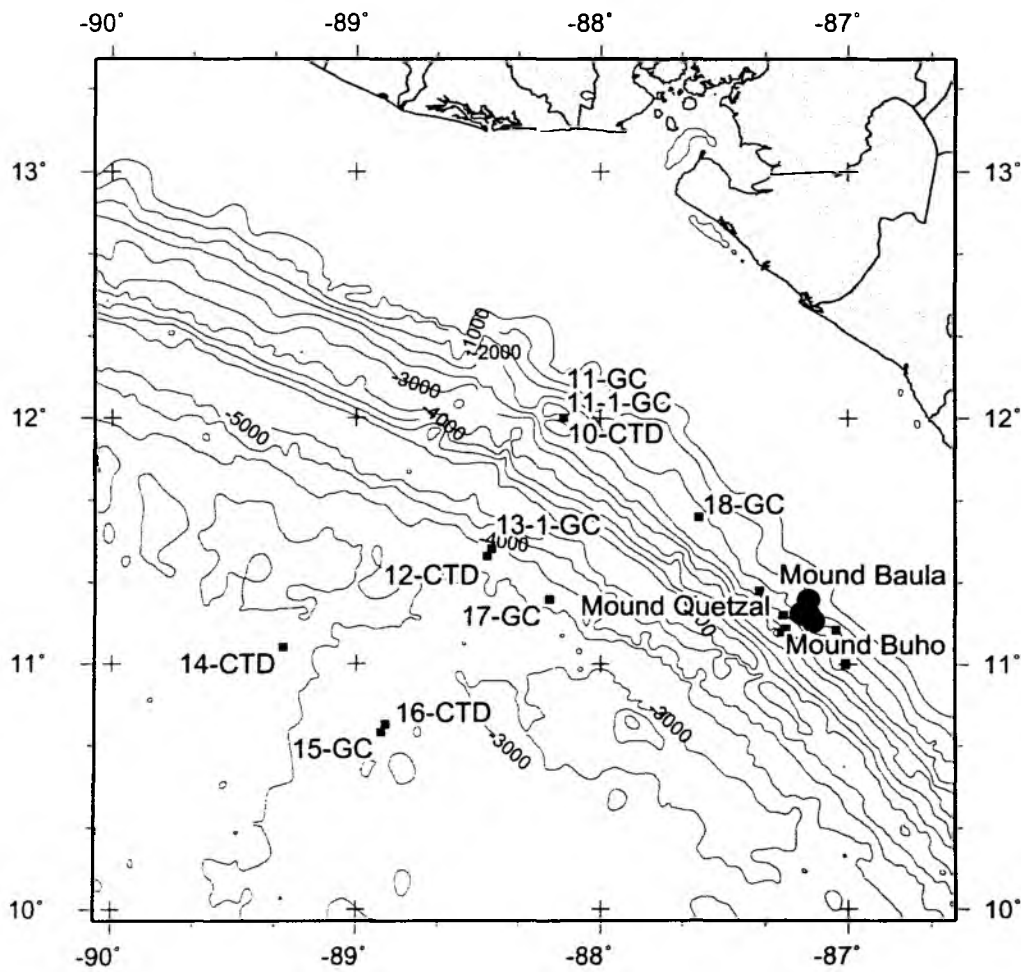 -90° -89° -88° -87°
13° 13°
-1000
-2000
11-GC
-3000
11-1-GC
12° -4000 12°
10-CTD
-5000
18-GC
13-1-GC
-4000
12-CTD
Mound Baula
17-GC
Mound Quetzal
Mound Buho
11° 11°
14-CTD
16-CTD
-3000
15-GC
-3000
10° 10°
-90° -89° -88° -87°